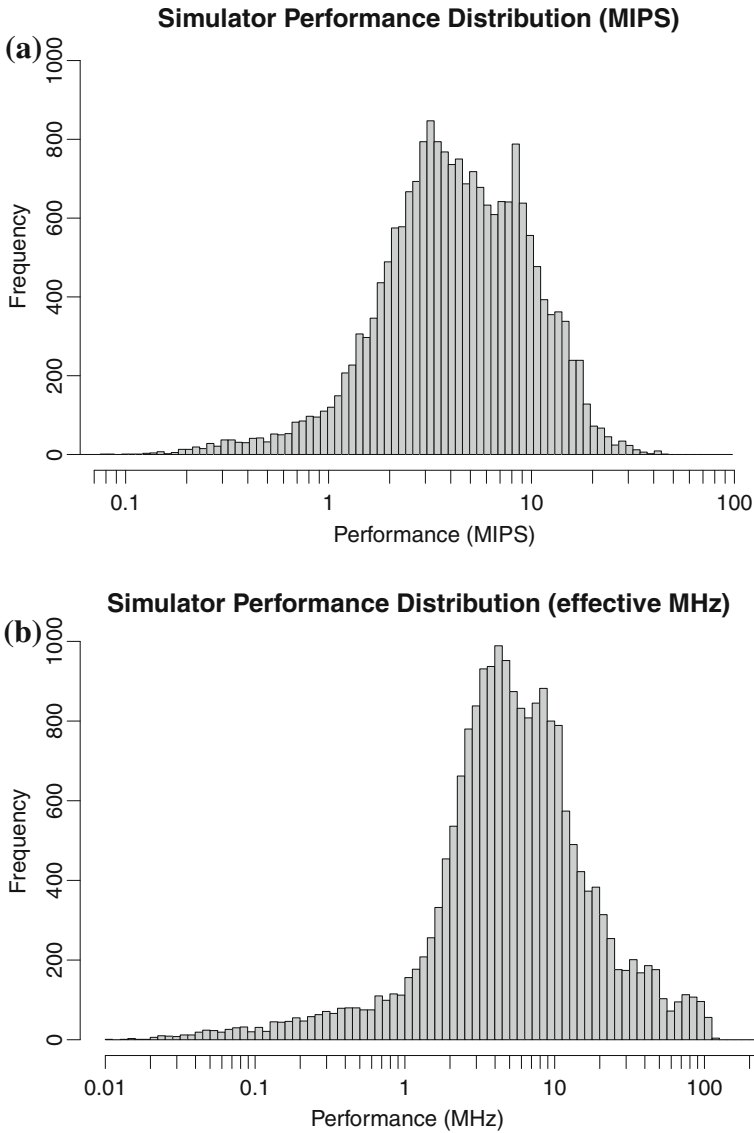 Simulator Performance Distribution (MIPS)
(a)
1000
800
600
400
200
0
Frequency
0.1 1 10 100
Performance (MIPS)
Simulator Performance Distribution (effective MHz)
(b)
1000
800
600
400
200
0
Frequency
0.01 0.1 1 10 100
Performance (MHz)